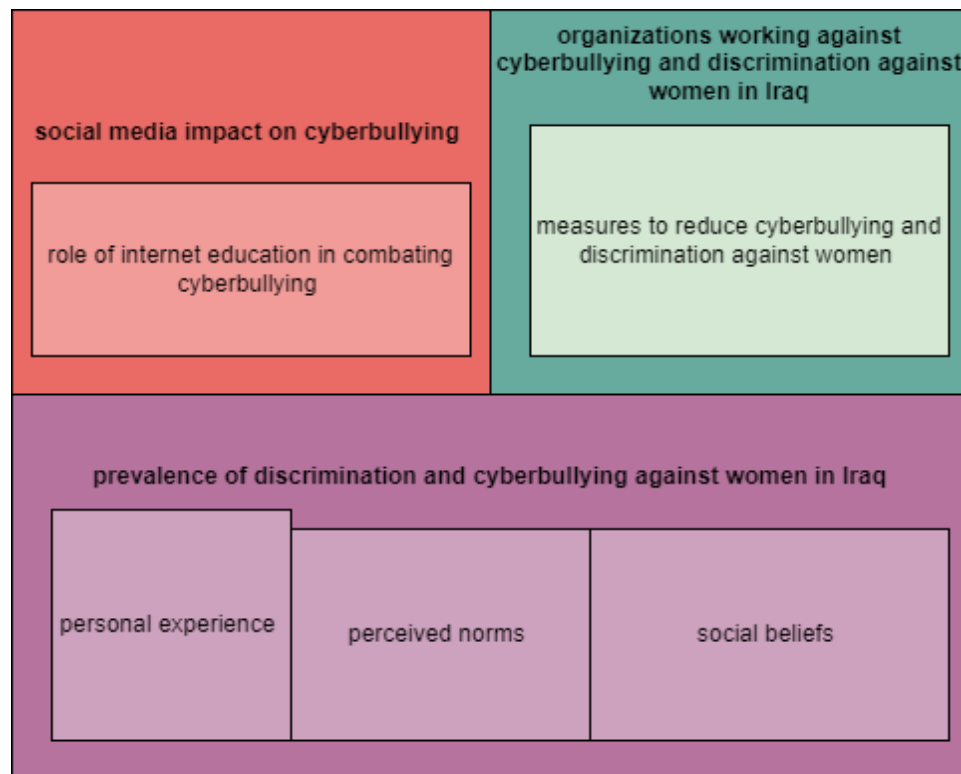 social media impact on cyberbullying
role of internet education in combating
cyberbullying
organizations working against
cyberbullying and discrimination against
women in Iraq
measures to reduce cyberbullying and
discrimination against women
prevalence of discrimination and cyberbullying against women in Iraq
personal experience
perceived norms
social beliefs